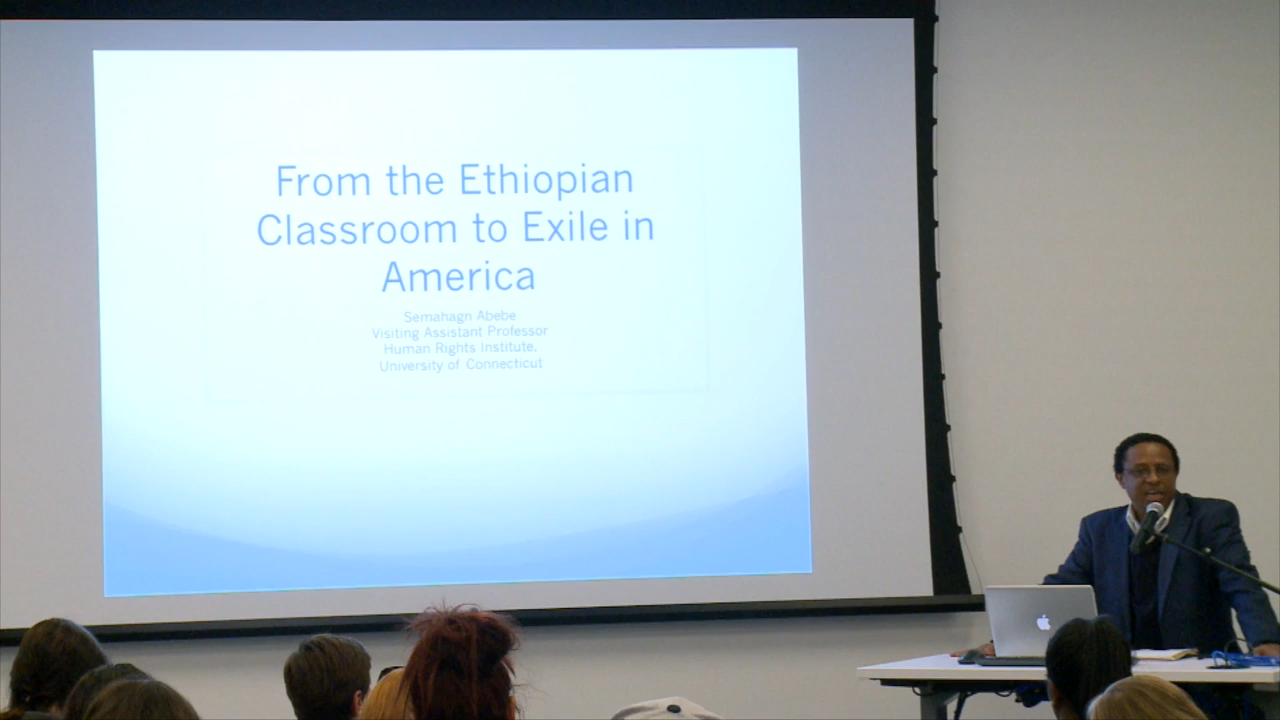 From the Ethiopian
Classroom to Exile in
America
Semahagn Abebe
Visiting Assistant Professor
Human Rights Institute,
University of Connecticut